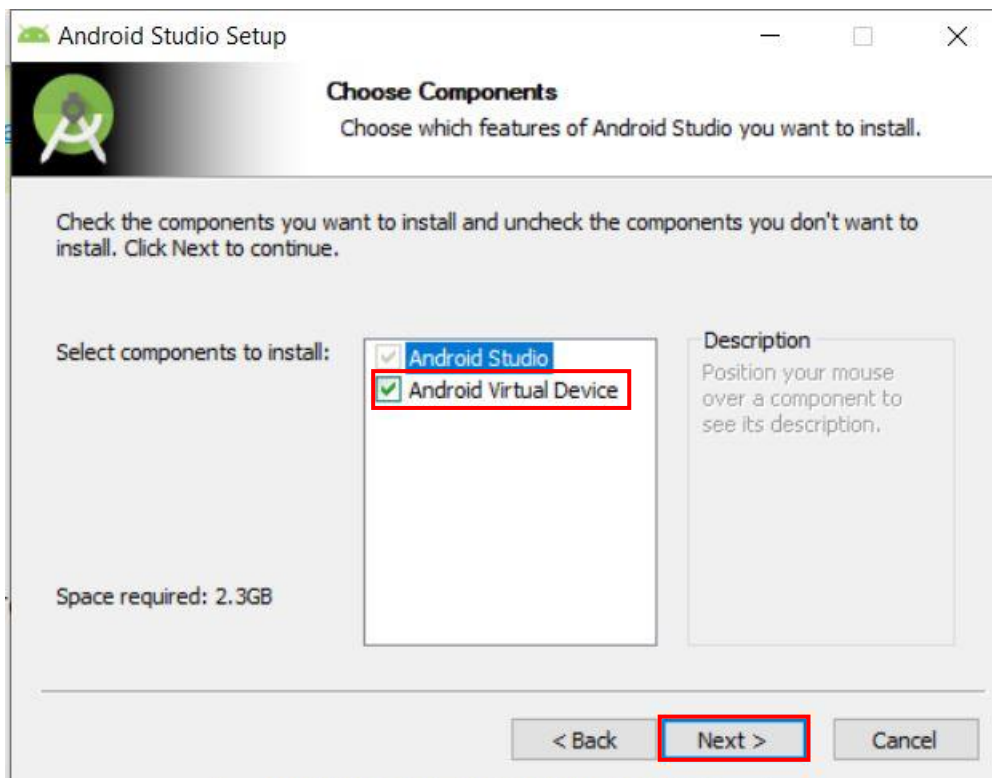 Android Studio Setup
Choose Components
Choose which features of Android Studio you want to install.
Check the components you want to install and uncheck the components you don't want to
install. Click Next to continue.
Select components to install:
Android Studio
Android Virtual Device
Description
Position your mouse
over a component to
see its description.
Space required: 2.3GB
< Back
Next >
Cancel